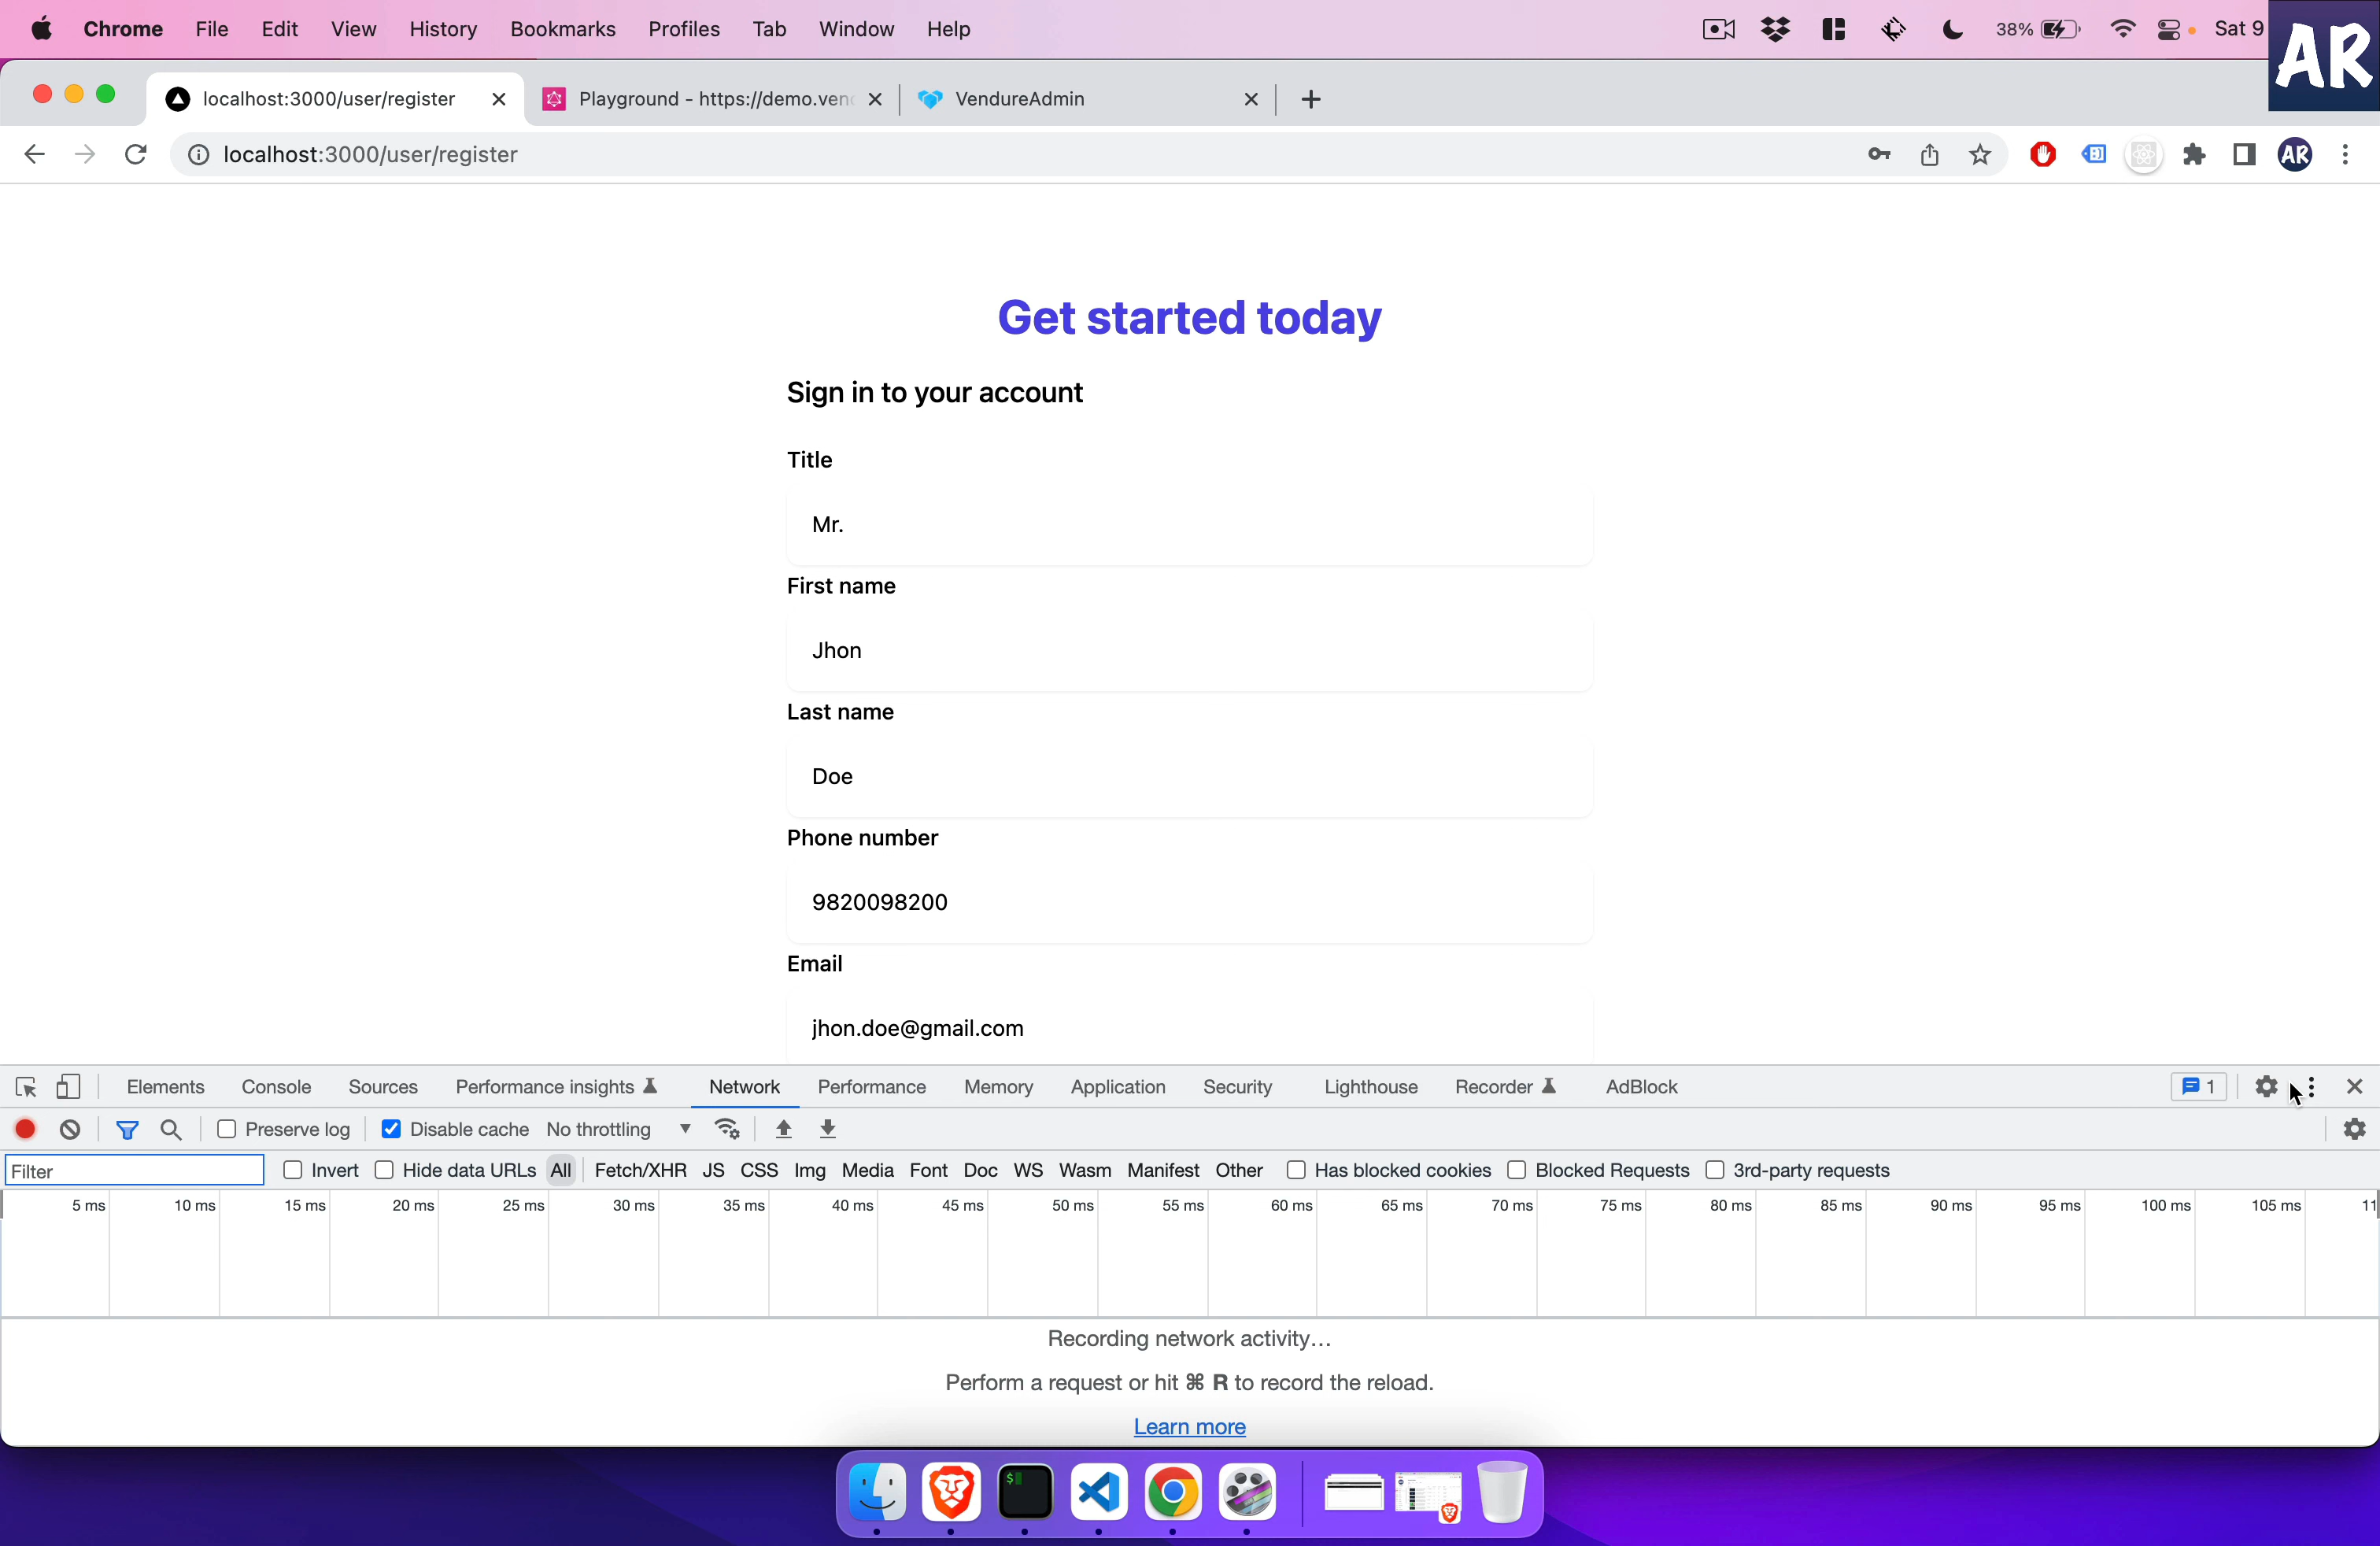 Chrome File Edit View History Bookmarks Profiles Tab Window Help 38% Sat 9
AR
localhost:3000/user/register Playground - https://demo.ven VendureAdmin
localhost:3000/user/register AR
Get started today
Sign in to your account
Title
Mr.
First name
Jhon
Last name
Doe
Phone number
9820098200
Email
jhon.doe@gmail.com
Elements Console Sources Performance insights Network Performance Memory Application Security Lighthouse Recorder AdBlock 1
Preserve log Disable cache No throttling
Filter Invert Hide data URLs All Fetch/XHR JS CSS Img Media Font Doc WS Wasm Manifest Other Has blocked cookies Blocked Requests 3rd-party requests
5 ms 10 ms 15 ms 20 ms 25 ms 30 ms 35 ms 40 ms 45 ms 50 ms 55 ms 60 ms 65 ms 70 ms 75 ms 80 ms 85 ms 90 ms 95 ms 100 ms 105 ms 11
Recording network activity…
Perform a request or hit ⌘ R to record the reload.
Learn more